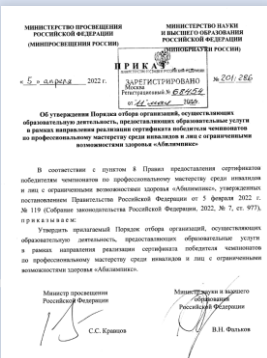 МИНИСТЕРСТВО ПРОСВЕЩЕНИЯ
РОССИЙСКОЙ ФЕДЕРАЦИИ
(МИНПРОСВЕЩЕНИЯ РОССИИ)
МИНИСТЕРСТВО НАУКИ
И ВЫСШЕГО ОБРАЗОВАНИЯ
РОССИЙСКОЙ ФЕДЕРАЦИИ
(МИНОБРНАУКИ РОССИИ)
ПРИКАЗ
ЗАРЕГИСТРИРОВАНО
Москва
Регистрационный № 68454
« 5 » апреля 2022 г.
№ 201/286
Об утверждении Порядка отбора организаций, осуществляющих
образовательную деятельность, предоставляющих образовательные услуги
в рамках направления реализации сертификата победителя чемпионатов
по профессиональному мастерству среди инвалидов и лиц с ограниченными
возможностями здоровья «Абилимпикс»
В соответствии с пунктом 8 Правил предоставления сертификатов
победителям чемпионатов по профессиональному мастерству среди инвалидов
и лиц с ограниченными возможностями здоровья «Абилимпикс», утвержденных
постановлением Правительства Российской Федерации от 5 февраля 2022 г.
№ 119 (Собрание законодательства Российской Федерации, 2022, № 7, ст. 977),
приказываем:
Утвердить прилагаемый Порядок отбора организаций, осуществляющих
образовательную деятельность, предоставляющих образовательные услуги
в рамках направления реализации сертификата победителя чемпионатов
по профессиональному мастерству среди инвалидов и лиц с ограниченными
возможностями здоровья «Абилимпикс».
Министр просвещения
Российской Федерации
С.С. Кравцов
Министр науки и высшего
образования
Российской Федерации
В.Н. Фальков